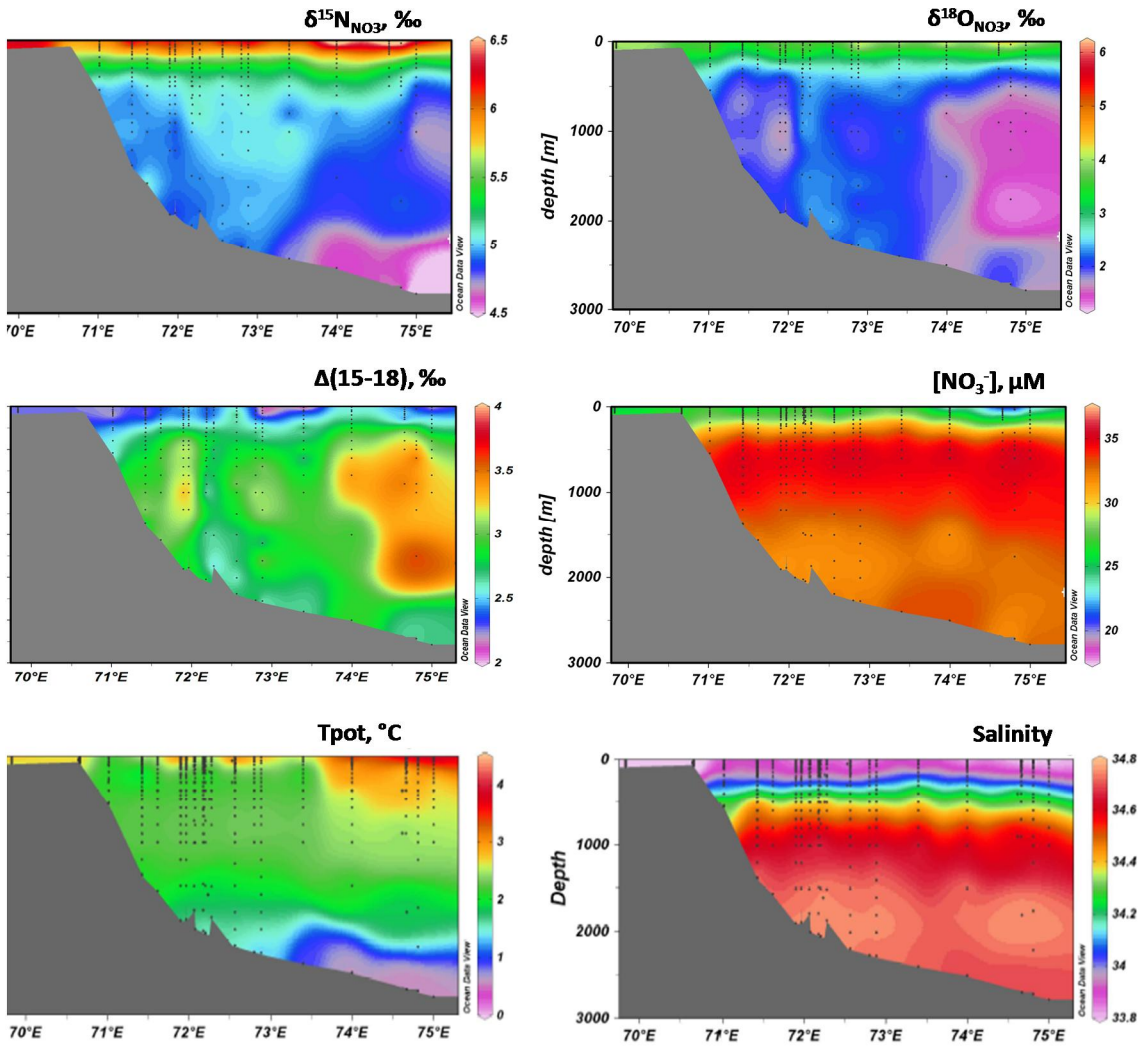 δ¹⁵N_NO3, ‰
6.5
6
5.5
5
4.5
Ocean Data View
70°E 71°E 72°E 73°E 74°E 75°E
δ¹⁸O_NO3, ‰
0
1000
2000
3000
depth [m]
6
5
4
3
2
Ocean Data View
70°E 71°E 72°E 73°E 74°E 75°E
Δ(15-18), ‰
4
3.5
3
2.5
2
Ocean Data View
70°E 71°E 72°E 73°E 74°E 75°E
[NO₃⁻], µM
0
1000
2000
3000
depth [m]
35
30
25
20
Ocean Data View
70°E 71°E 72°E 73°E 74°E 75°E
Tpot, °C
4
3
2
1
0
Ocean Data View
70°E 71°E 72°E 73°E 74°E 75°E
Salinity
0
1000
2000
3000
Depth
34.8
34.6
34.4
34.2
34
33.8
Ocean Data View
70°E 71°E 72°E 73°E 74°E 75°E